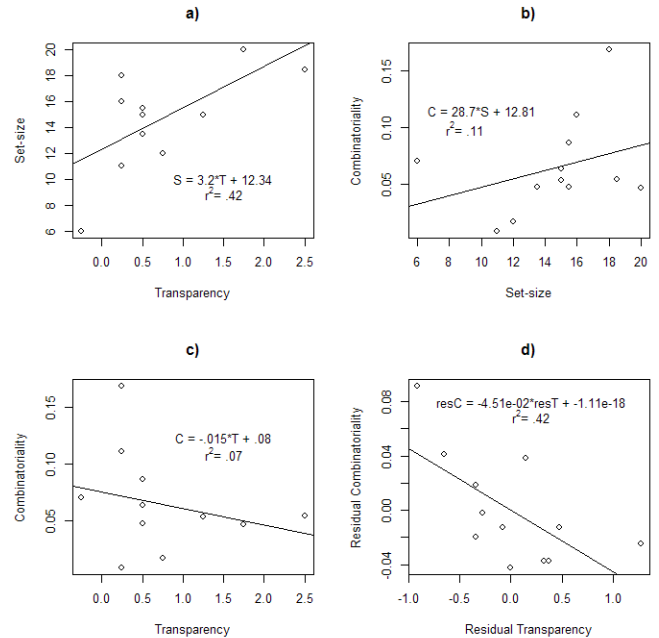 a)
Set-size
20
18
16
14
12
10
8
6
S = 3.2*T + 12.34
r2= .42
0.0 0.5 1.0 1.5 2.0 2.5
Transparency
b)
Combinatoriality
0.15
0.10
0.05
C = 28.7*S + 12.81
r2= .11
6 8 10 12 14 16 18 20
Set-size
c)
Combinatoriality
0.15
0.10
0.05
C = -.015*T + .08
r2= .07
0.0 0.5 1.0 1.5 2.0 2.5
Transparency
d)
Residual Combinatoriality
0.08
0.04
0.00
-0.04
resC = -4.51e-02*resT + -1.11e-18
r2= .42
-1.0 -0.5 0.0 0.5 1.0
Residual Transparency